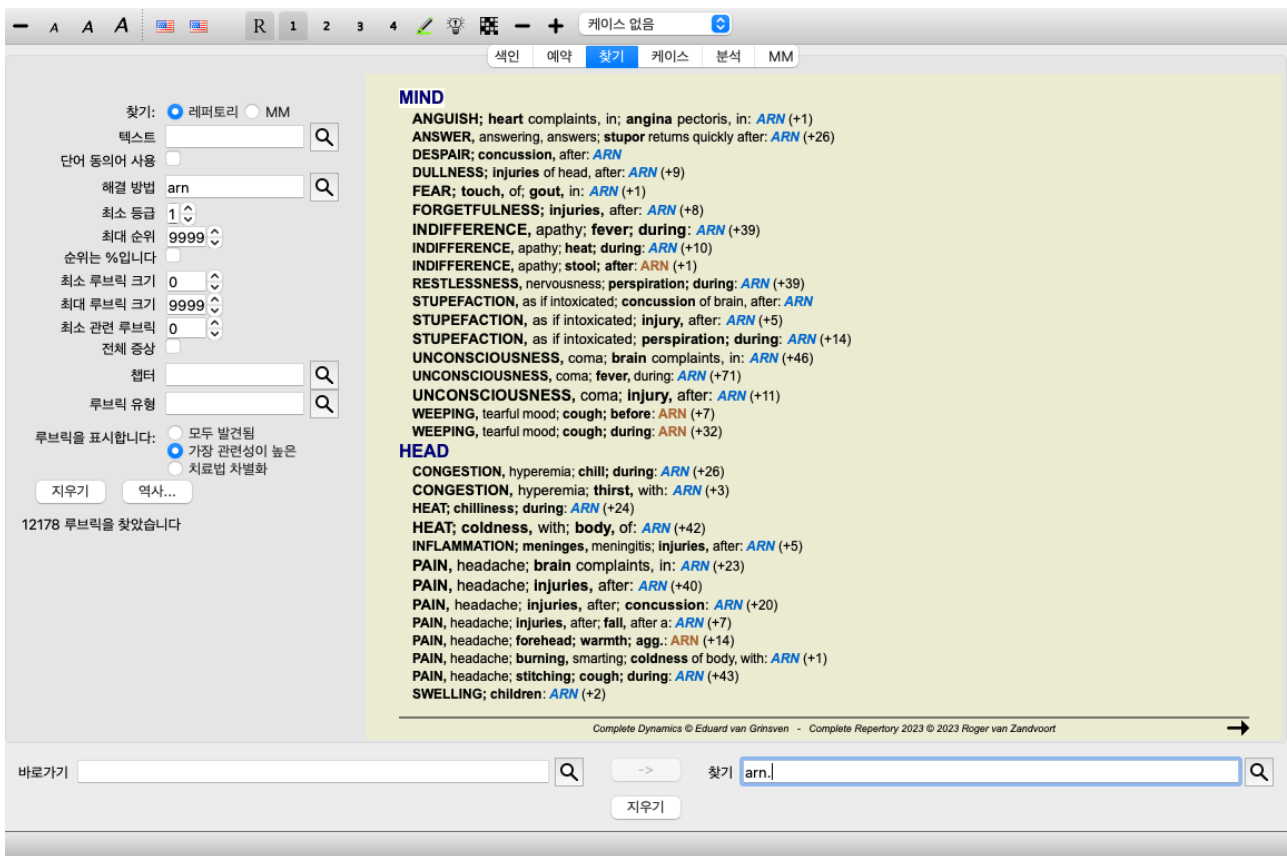 A A A R 1 2 3 4 케이스 없음
색인 예약 찾기 케이스 분석 MM
찾기: 레퍼토리 MM
텍스트
단어 동의어 사용
해결 방법 arn
최소 등급 1
최대 순위 9999
순위는 %입니다
최소 루브릭 크기 0
최대 루브릭 크기 9999
최소 관련 루브릭 0
전체 증상
챕터
루브릭 유형
루브릭을 표시합니다: 모두 발견됨
가장 관련성이 높은
치료법 차별화
지우기 역사...
12178 루브릭을 찾았습니다
MIND
ANGUISH; heart complaints, in; angina pectoris, in: ARN (+1)
ANSWER, answering, answers; stupor returns quickly after: ARN (+26)
DESPAIR; concussion, after: ARN
DULLNESS; injuries of head, after: ARN (+9)
FEAR; touch, of; gout, in: ARN (+1)
FORGETFULNESS; injuries, after: ARN (+8)
INDIFFERENCE, apathy; fever; during: ARN (+39)
INDIFFERENCE, apathy; heat; during: ARN (+10)
INDIFFERENCE, apathy; stool; after: ARN (+1)
RESTLESSNESS, nervousness; perspiration; during: ARN (+39)
STUPEFACTION, as if intoxicated; concussion of brain, after: ARN
STUPEFACTION, as if intoxicated; injury, after: ARN (+5)
STUPEFACTION, as if intoxicated; perspiration; during: ARN (+14)
UNCONSCIOUSNESS, coma; brain complaints, in: ARN (+46)
UNCONSCIOUSNESS, coma; fever, during: ARN (+71)
UNCONSCIOUSNESS, coma; injury, after: ARN (+11)
WEEPING, tearful mood; cough; before: ARN (+7)
WEEPING, tearful mood; cough; during: ARN (+32)
HEAD
CONGESTION, hyperemia; chill; during: ARN (+26)
CONGESTION, hyperemia; thirst, with: ARN (+3)
HEAT; chilliness; during: ARN (+24)
HEAT; coldness, with; body, of: ARN (+42)
INFLAMMATION; meninges, meningitis; injuries, after: ARN (+5)
PAIN, headache; brain complaints, in: ARN (+23)
PAIN, headache; injuries, after: ARN (+40)
PAIN, headache; injuries, after; concussion: ARN (+20)
PAIN, headache; injuries, after; fall, after a: ARN (+7)
PAIN, headache; forehead; warmth; agg.: ARN (+14)
PAIN, headache; burning, smarting; coldness of body, with: ARN (+1)
PAIN, headache; stitching; cough; during: ARN (+43)
SWELLING; children: ARN (+2)
Complete Dynamics © Eduard van Grinsven - Complete Repertory 2023 © 2023 Roger van Zandvoort
바로가기 -> 찾기 arn.
지우기